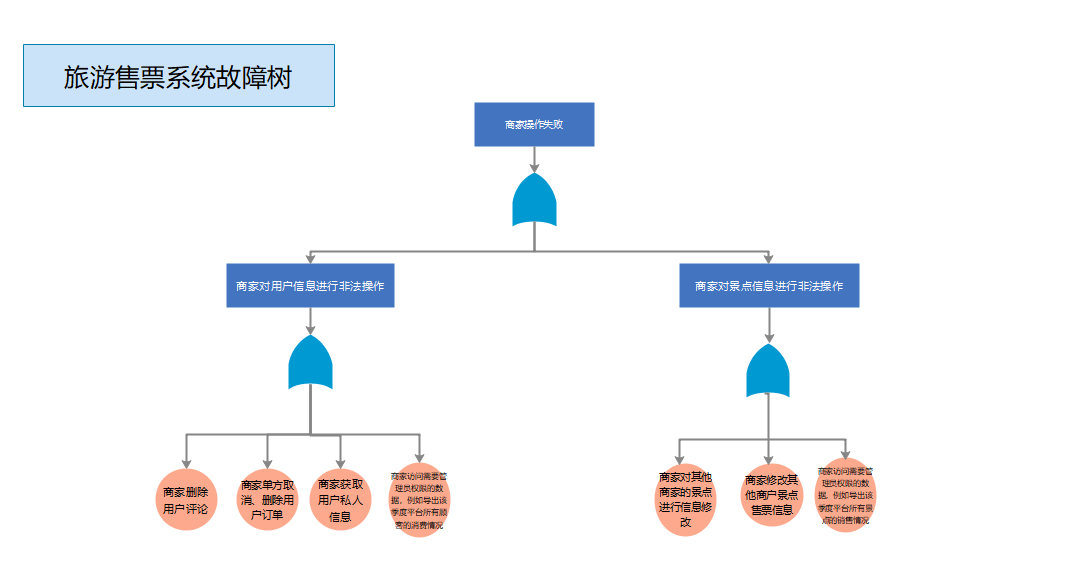 旅游售票系统故障树
商家操作失败
商家对用户信息进行非法操作
商家对景点信息进行非法操作
商家删除
用户评论
商家单方取
消、删除用
户订单
商家获取
用户私人
信息
商家访问需要管
理员权限的数
据，例如导出该
季度平台所有顾
客的消费情况
商家对其他
商家的景点
进行信息修
改
商家修改其
他商户景点
售票信息
商家访问需要管
理员权限的数
据，例如导出该
季度平台所有景
点的销售情况